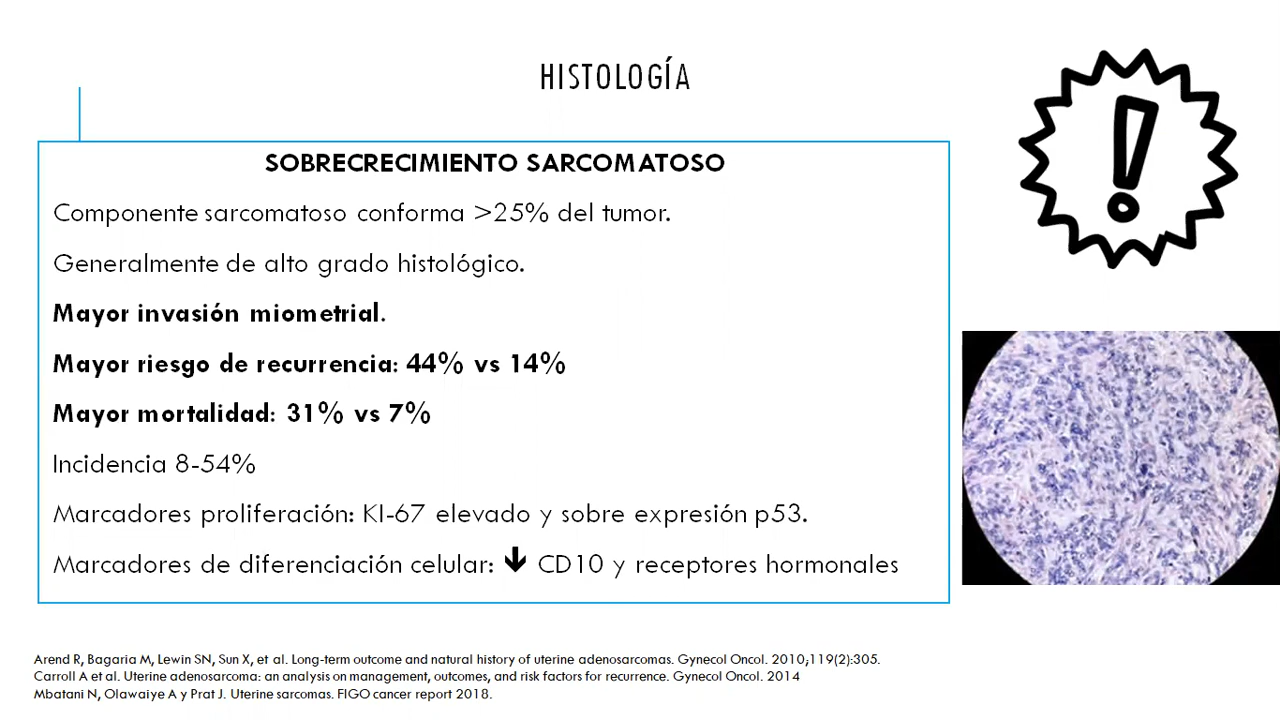 HISTOLOGÍA
SOBRECRECIMIENTO SARCOMATOSO
Componente sarcomatoso conforma >25% del tumor.
Generalmente de alto grado histológico.
Mayor invasión miometrial.
Mayor riesgo de recurrencia: 44% vs 14%
Mayor mortalidad: 31% vs 7%
Incidencia 8-54%
Marcadores proliferación: KI-67 elevado y sobre expresión p53.
Marcadores de diferenciación celular: 🡻 CD10 y receptores hormonales
Arend R, Bagaria M, Lewin SN, Sun X, et al. Long-term outcome and natural history of uterine adenosarcomas. Gynecol Oncol. 2010;119(2):305.
Carroll A et al. Uterine adenosarcoma: an analysis on management, outcomes, and risk factors for recurrence. Gynecol Oncol. 2014
Mbatani N, Olawaiye A y Prat J. Uterine sarcomas. FIGO cancer report 2018.